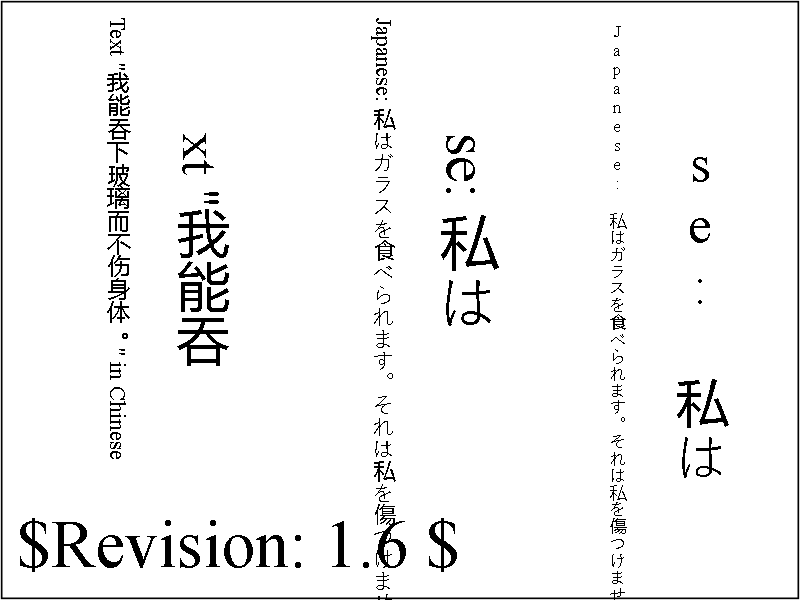 Text "我能吞下玻璃而不伤身体。" in Chinese
xt "我能吞
Japanese: 私はガラスを食べられます。それは私を傷つけませ
se: 私は
Japanese: 私はガラスを食べられます。それは私を傷つけませ
se: 私は
$Revision: 1.6 $